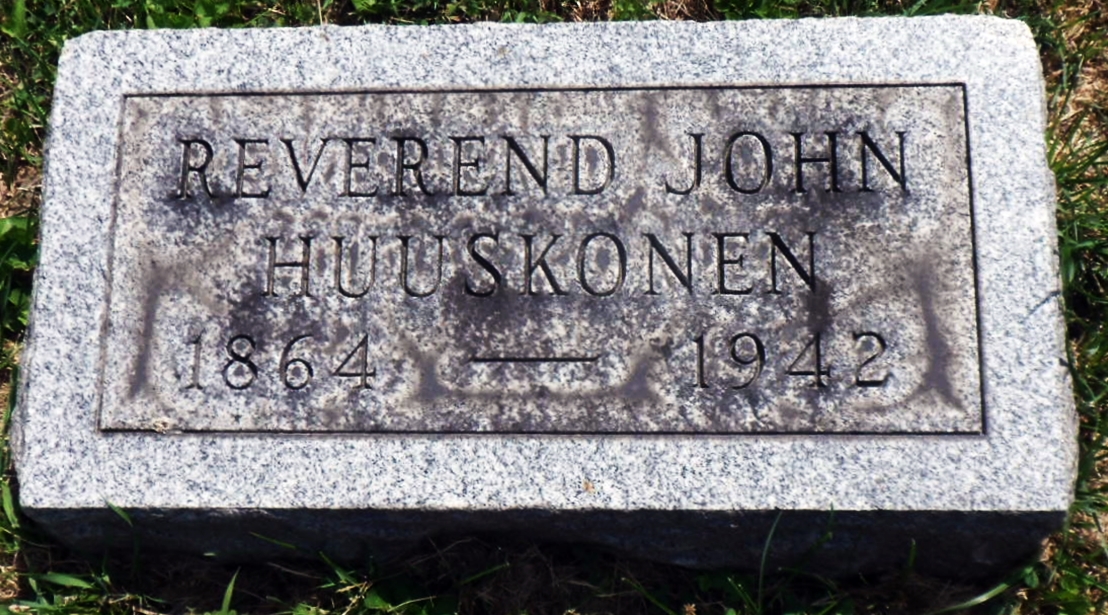 REVEREND JOHN
HUUSKONEN
1864 — 1942